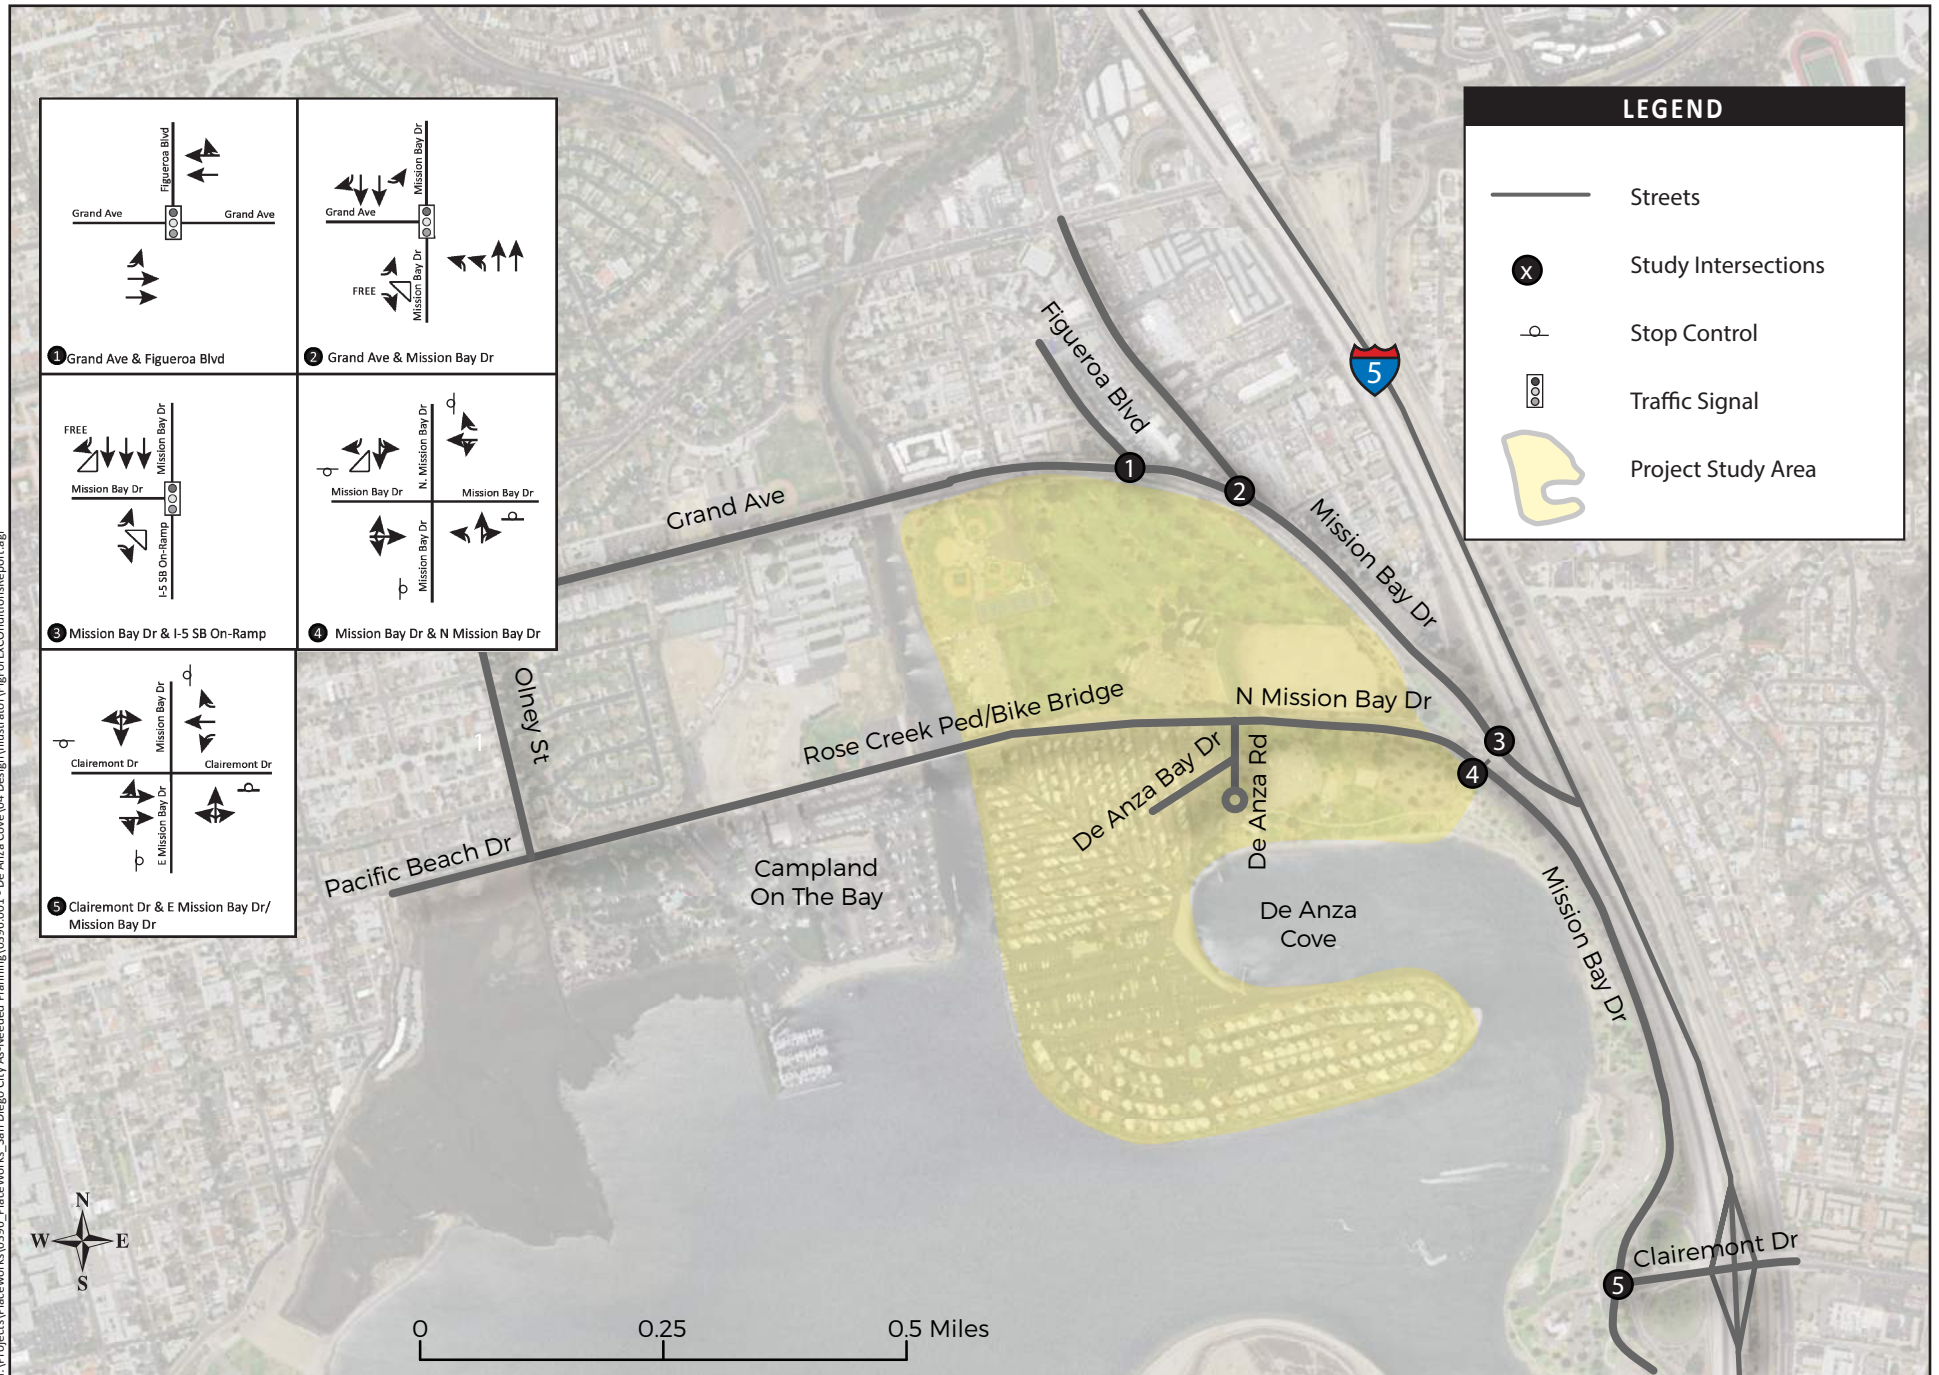 Figueroa Blvd
Grand Ave
Grand Ave
1 Grand Ave & Figueroa Blvd
Mission Bay Dr
Grand Ave
FREE
Mission Bay Dr
2 Grand Ave & Mission Bay Dr
FREE
Mission Bay Dr
Mission Bay Dr
I-5 SB On-Ramp
3 Mission Bay Dr & I-5 SB On-Ramp
N. Mission Bay Dr
Mission Bay Dr
Mission Bay Dr
Mission Bay Dr
4 Mission Bay Dr & N Mission Bay Dr
Mission Bay Dr
Clairemont Dr
Clairemont Dr
E Mission Bay Dr
5 Clairemont Dr & E Mission Bay Dr/
Mission Bay Dr
LEGEND
Streets
X
Study Intersections
Stop Control
Traffic Signal
Project Study Area
5
Figueroa Blvd
1
2
Grand Ave
Mission Bay Dr
Olney St
1
Rose Creek Ped/Bike Bridge
N Mission Bay Dr
3
4
De Anza Bay Dr
De Anza Rd
Pacific Beach Dr
Campland
On The Bay
De Anza
Cove
Mission Bay Dr
Clairemont Dr
5
N
W
E
S
0
0.25
0.5 Miles